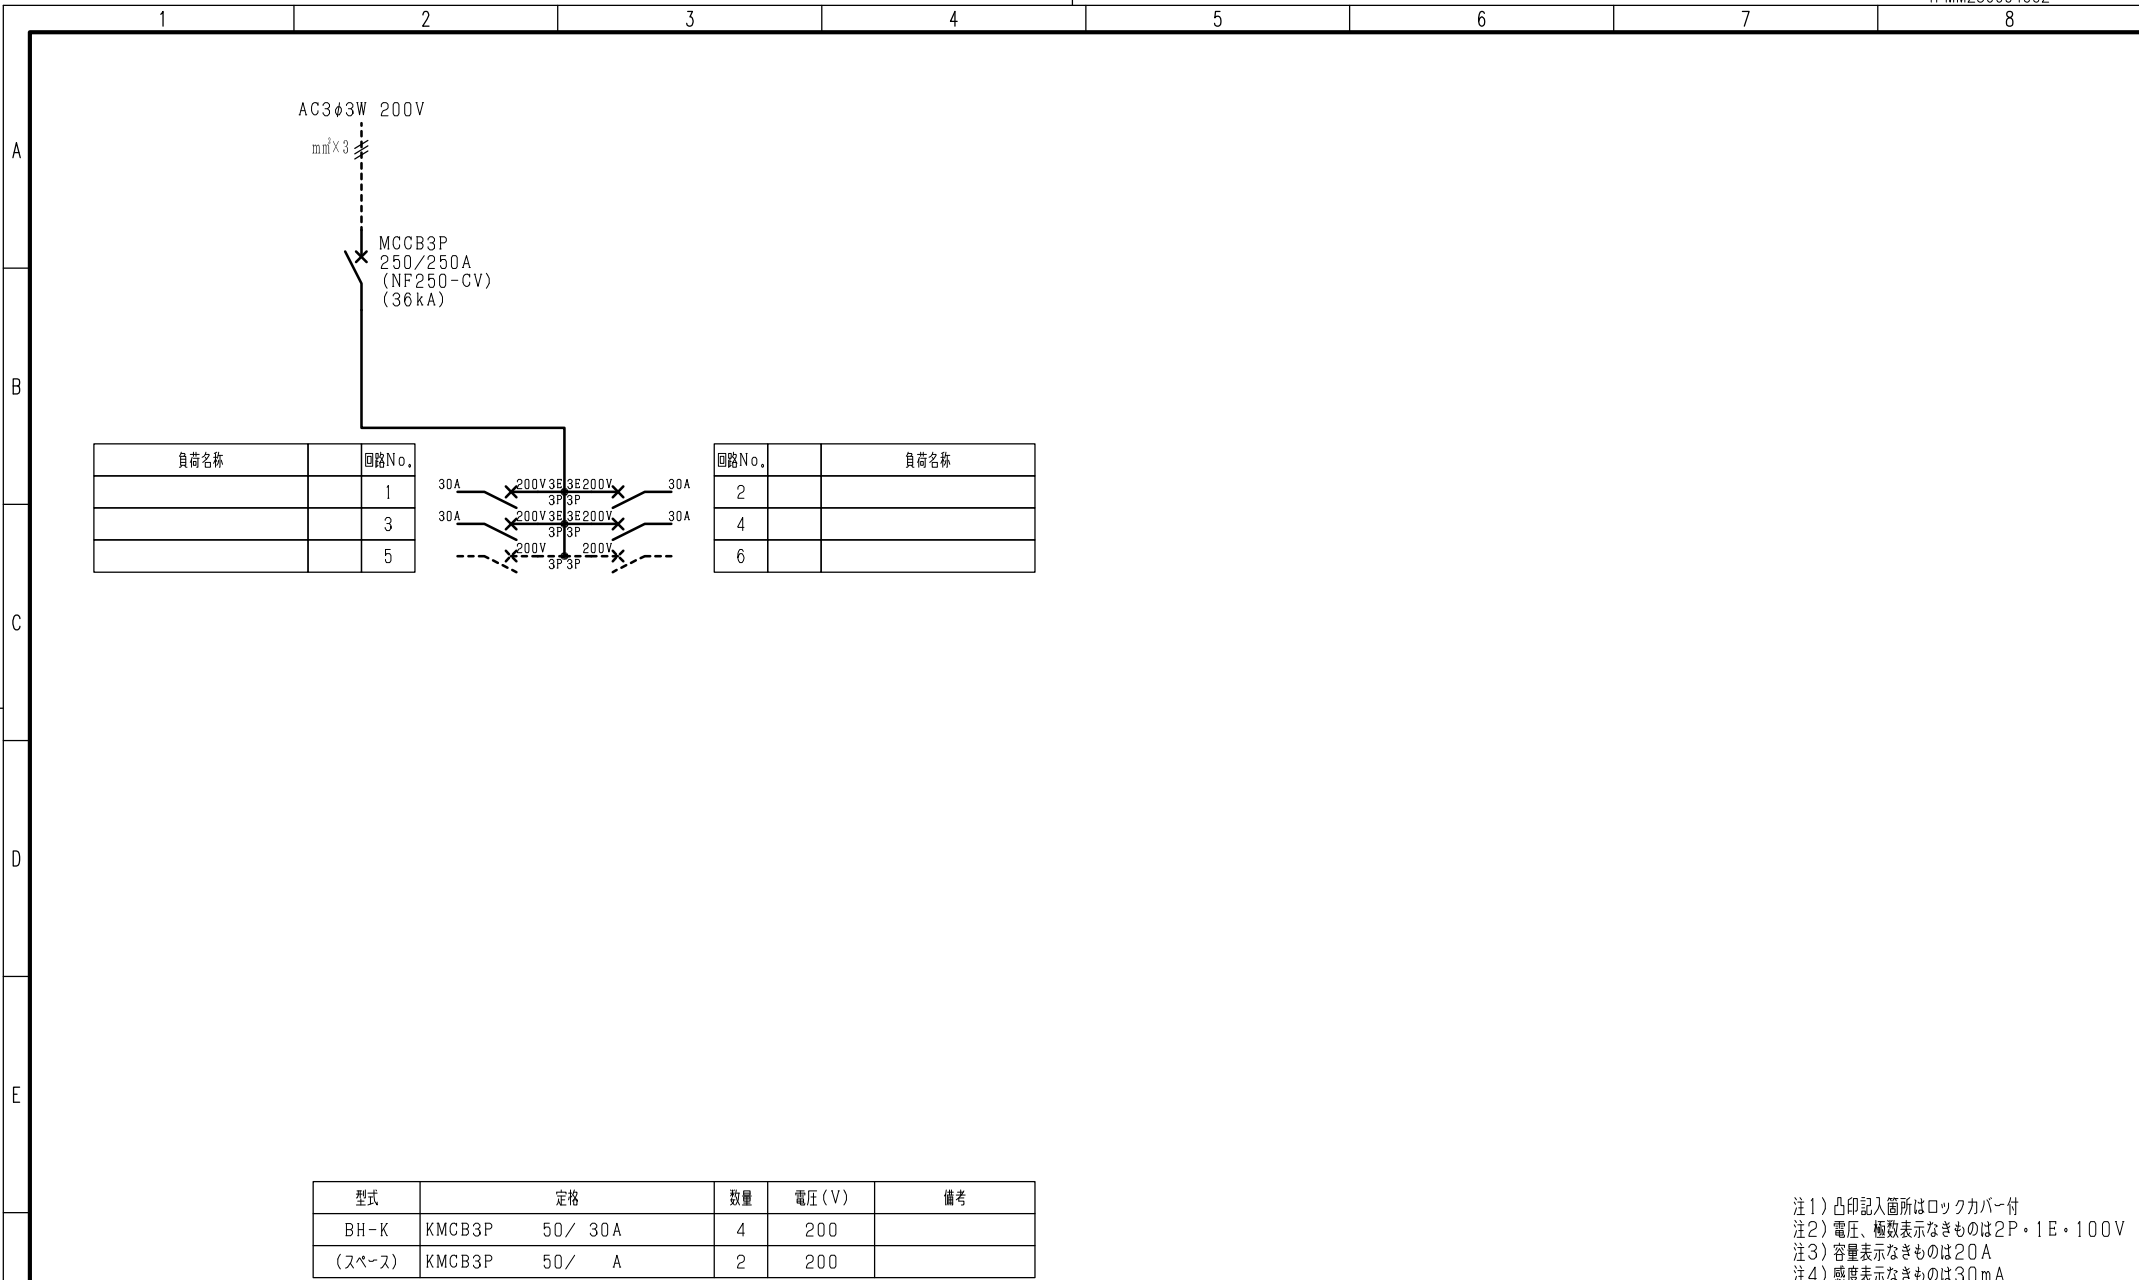 1 2 3 4 5 6 7 8
A
B
C
D
E
AC3φ3W 200V
mm²×3
MCCB3P
250/250A
(NF250-CV)
(36kA)
負荷名称 回路No. 回路No. 負荷名称
1 30A 200V 3E 3E 200V 30A 2
3P 3P
3 30A 200V 3E 3E 200V 30A 4
3P 3P
5 200V 200V 6
3P 3P
型式 定格 数量 電圧(V) 備考
BH-K KMCB3P 50/ 30A 4 200
(スペース) KMCB3P 50/ A 2 200
注1)凸印記入箇所はロックカバー付
注2)電圧、極数表示なきものは2P・1E・100V
注3)容量表示なきものは20A
注4)感度表示なきものは30mA